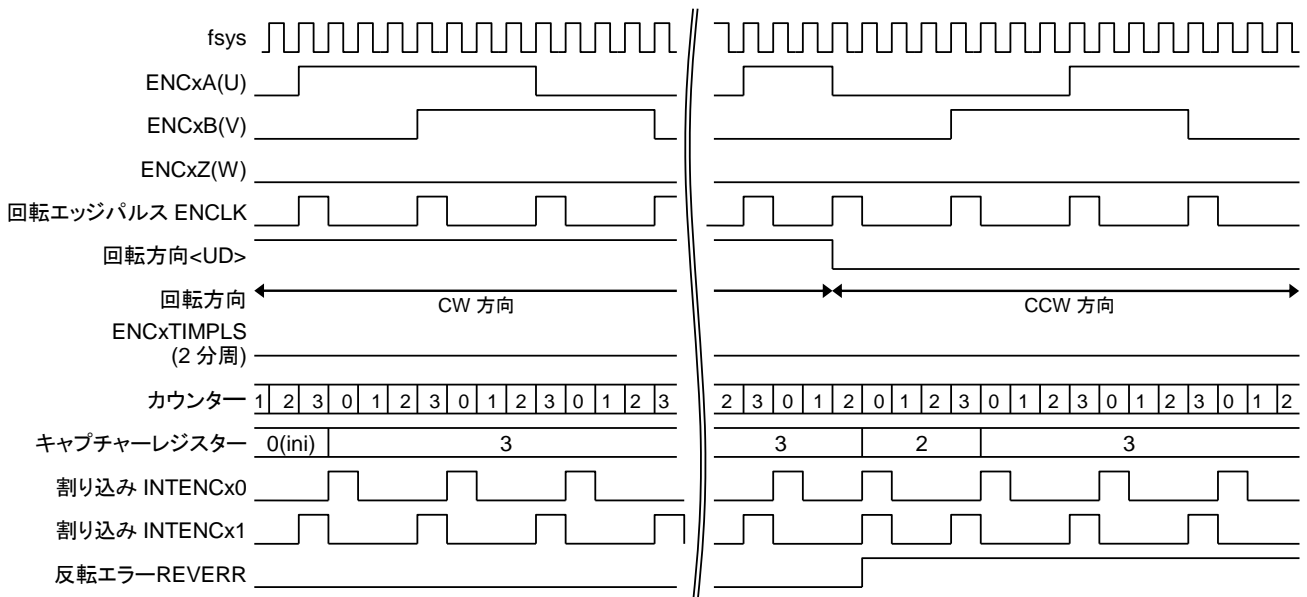 fsys
ENCxA(U)
ENCxB(V)
ENCxZ(W)
回転エッジパルス ENCLK
回転方向<UD>
回転方向 CW 方向 CCW 方向
ENCxTIMPLS
(2 分周)
カウンター 1 2 3 0 1 2 3 0 1 2 3 0 1 2 3 2 3 0 1 2 0 1 2 3 0 1 2 3 0 1 2 3 0 1 2
キャプチャーレジスター 0(ini) 3 3 2 3
割り込み INTENCx0
割り込み INTENCx1
反転エラーREVERR